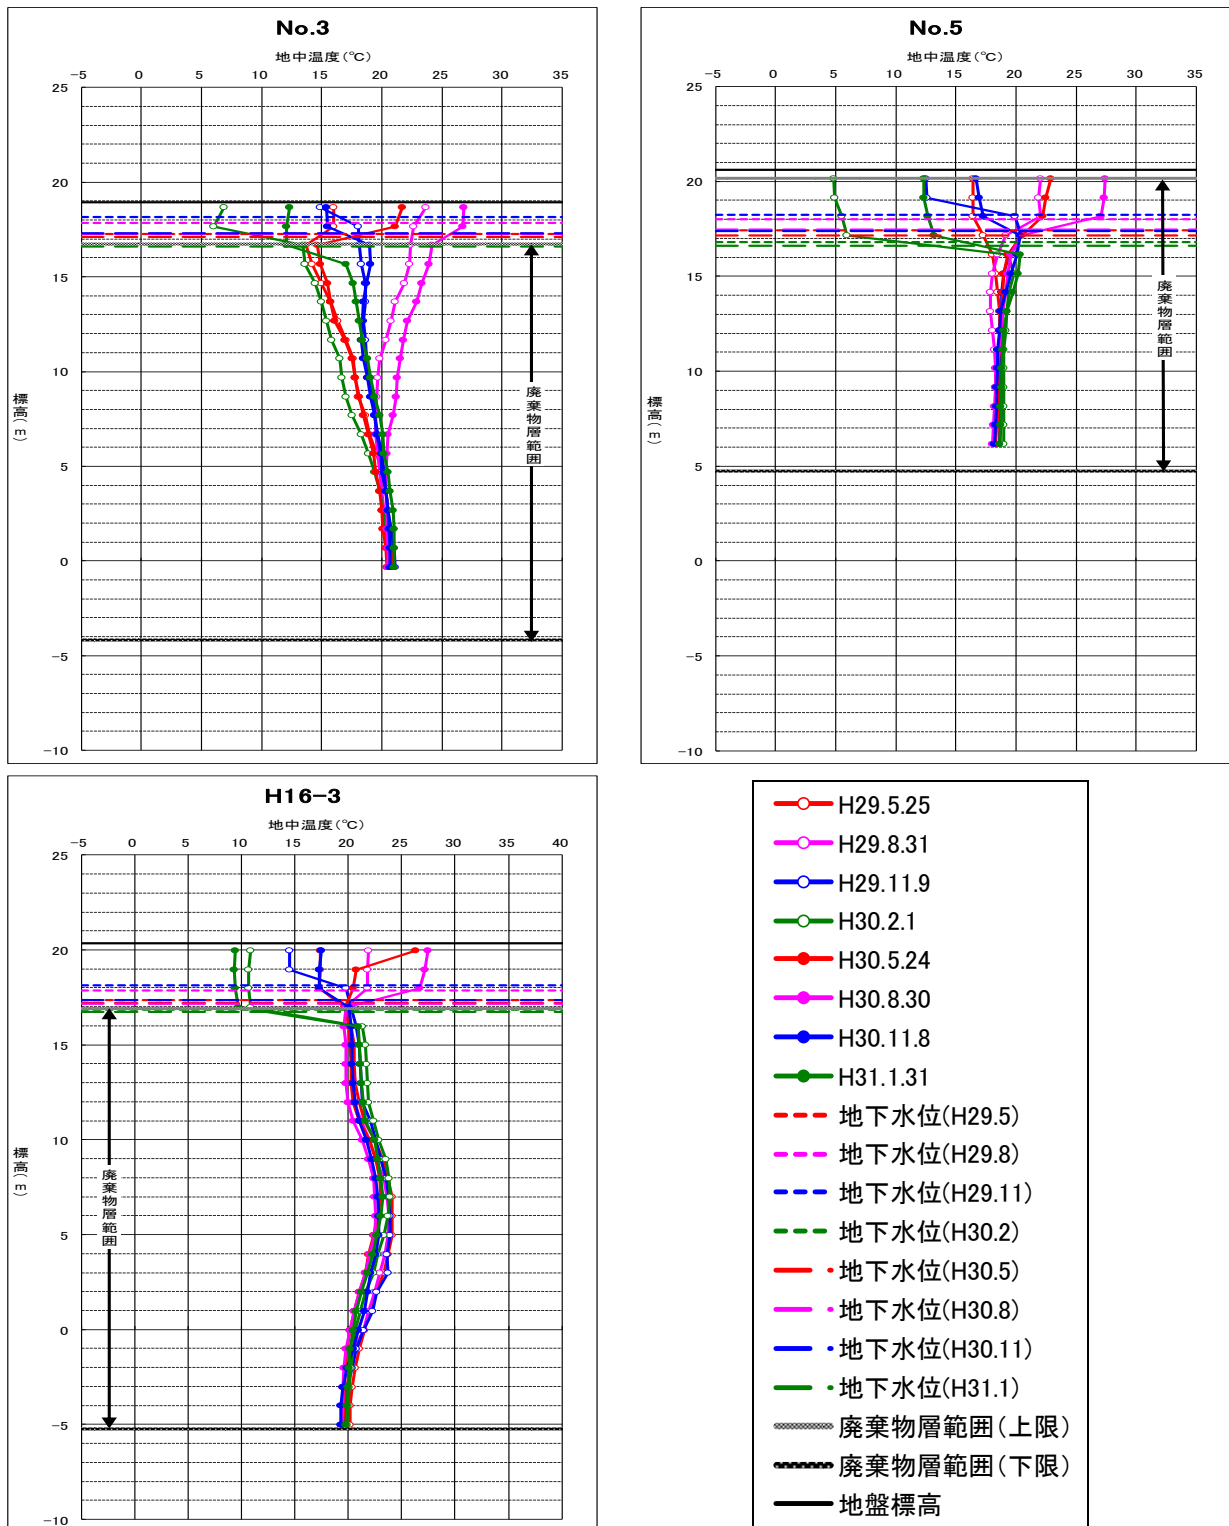 No.3
地中温度(℃)
-5 0 5 10 15 20 25 30 35
25
20
15
10
5
0
-5
-10
標高(m)
廃棄物層範囲
No.5
地中温度(℃)
-5 0 5 10 15 20 25 30 35
25
20
15
10
5
0
-5
-10
標高(m)
廃棄物層範囲
H16-3
地中温度(℃)
-5 0 5 10 15 20 25 30 35 40
25
20
15
10
5
0
-5
-10
標高(m)
廃棄物層範囲
H29.5.25
H29.8.31
H29.11.9
H30.2.1
H30.5.24
H30.8.30
H30.11.8
H31.1.31
地下水位(H29.5)
地下水位(H29.8)
地下水位(H29.11)
地下水位(H30.2)
地下水位(H30.5)
地下水位(H30.8)
地下水位(H30.11)
地下水位(H31.1)
廃棄物層範囲(上限)
廃棄物層範囲(下限)
地盤標高